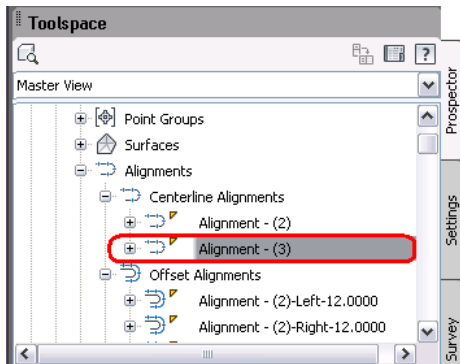 Toolspace
?
Master View
Point Groups
Surfaces
Alignments
Centerline Alignments
Alignment - (2)
Alignment - (3)
Offset Alignments
Alignment - (2)-Left-12.0000
Alignment - (2)-Right-12.0000
Prospector
Settings
Survey